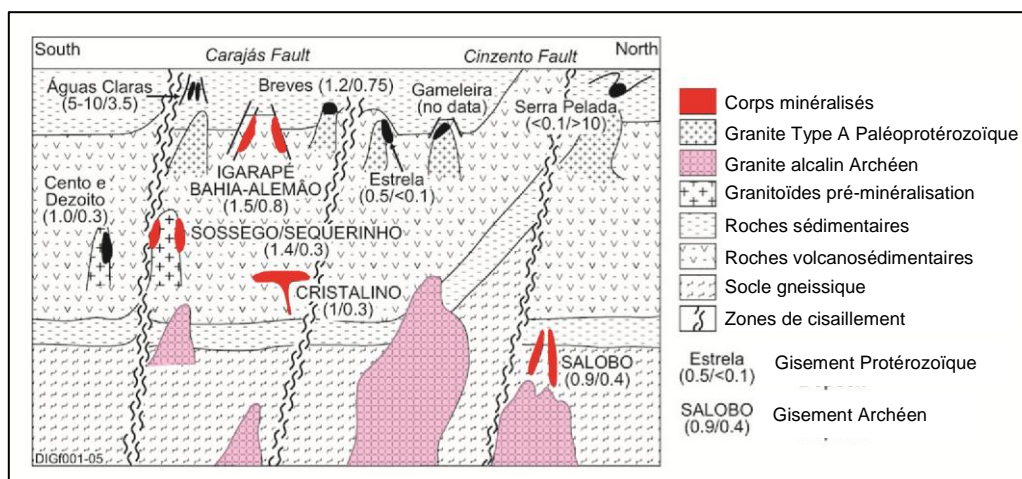 South
Carajás Fault
Cinzento Fault
North
Águas Claras
(5-10/3.5)
Breves (1.2/0.75)
Gameleira
(no data)
Serra Pelada
(<0.1/>10)
IGARAPÉ
BAHIA-ALEMÃO
(1.5/0.8)
Estrela
(0.5/<0.1)
Cento e
Dezoito
(1.0/0.3)
SOSSEGO/SEQUERINHO
(1.4/0.3)
CRISTALINO
(1/0.3)
SALOBO
(0.9/0.4)
DIGf001-05
Corps minéralisés
Granite Type A Paléoprotérozoïque
Granite alcalin Archéen
Granitoïdes pré-minéralisation
Roches sédimentaires
Roches volcanosédimentaires
Socle gneissique
Zones de cisaillement
Estrela
(0.5/<0.1)
Gisement Protérozoïque
SALOBO
(0.9/0.4)
Gisement Archéen